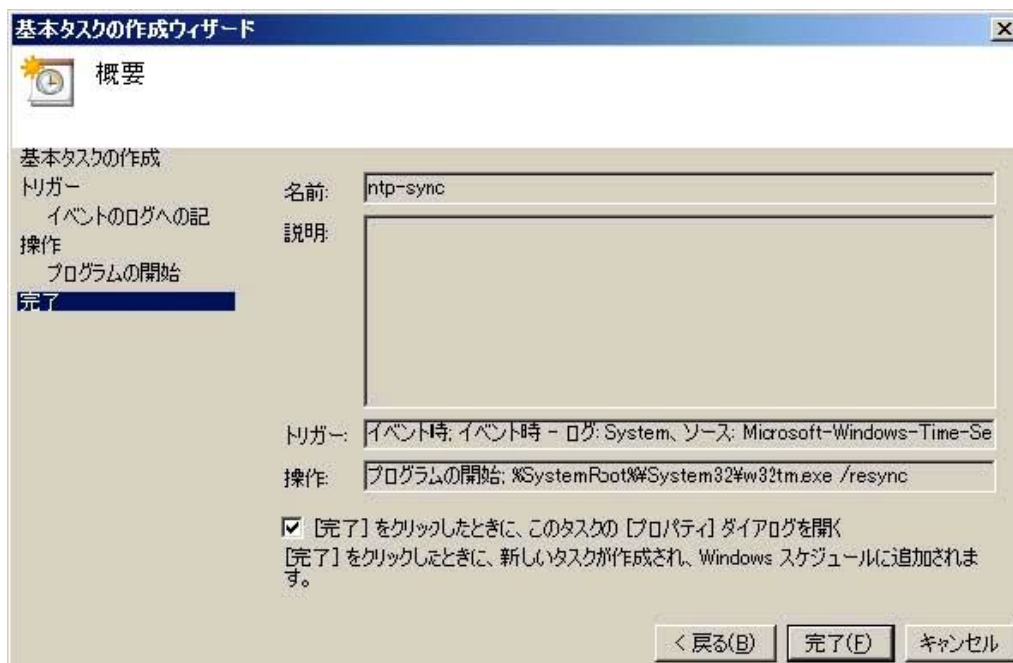 基本タスクの作成ウィザード
概要
基本タスクの作成
トリガー
イベントのログへの記
操作
プログラムの開始
完了
名前: ntp-sync
説明:
トリガー: イベント時; イベント時 - ログ: System、ソース: Microsoft-Windows-Time-Se
操作: プログラムの開始; %SystemRoot%¥System32¥w32tm.exe /resync
[完了] をクリックしたときに、このタスクの [プロパティ] ダイアログを開く
[完了] をクリックしたときに、新しいタスクが作成され、Windows スケジュールに追加されま
す。
< 戻る(B) 完了(F) キャンセル